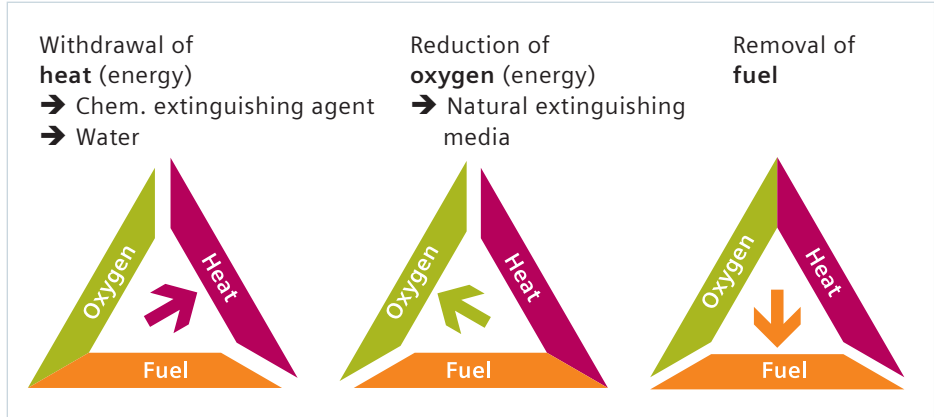 Withdrawal of
heat (energy)
➔ Chem. extinguishing agent
➔ Water
Oxygen
Heat
Fuel
Reduction of
oxygen (energy)
➔ Natural extinguishing
media
Oxygen
Heat
Fuel
Removal of
fuel
Oxygen
Heat
Fuel